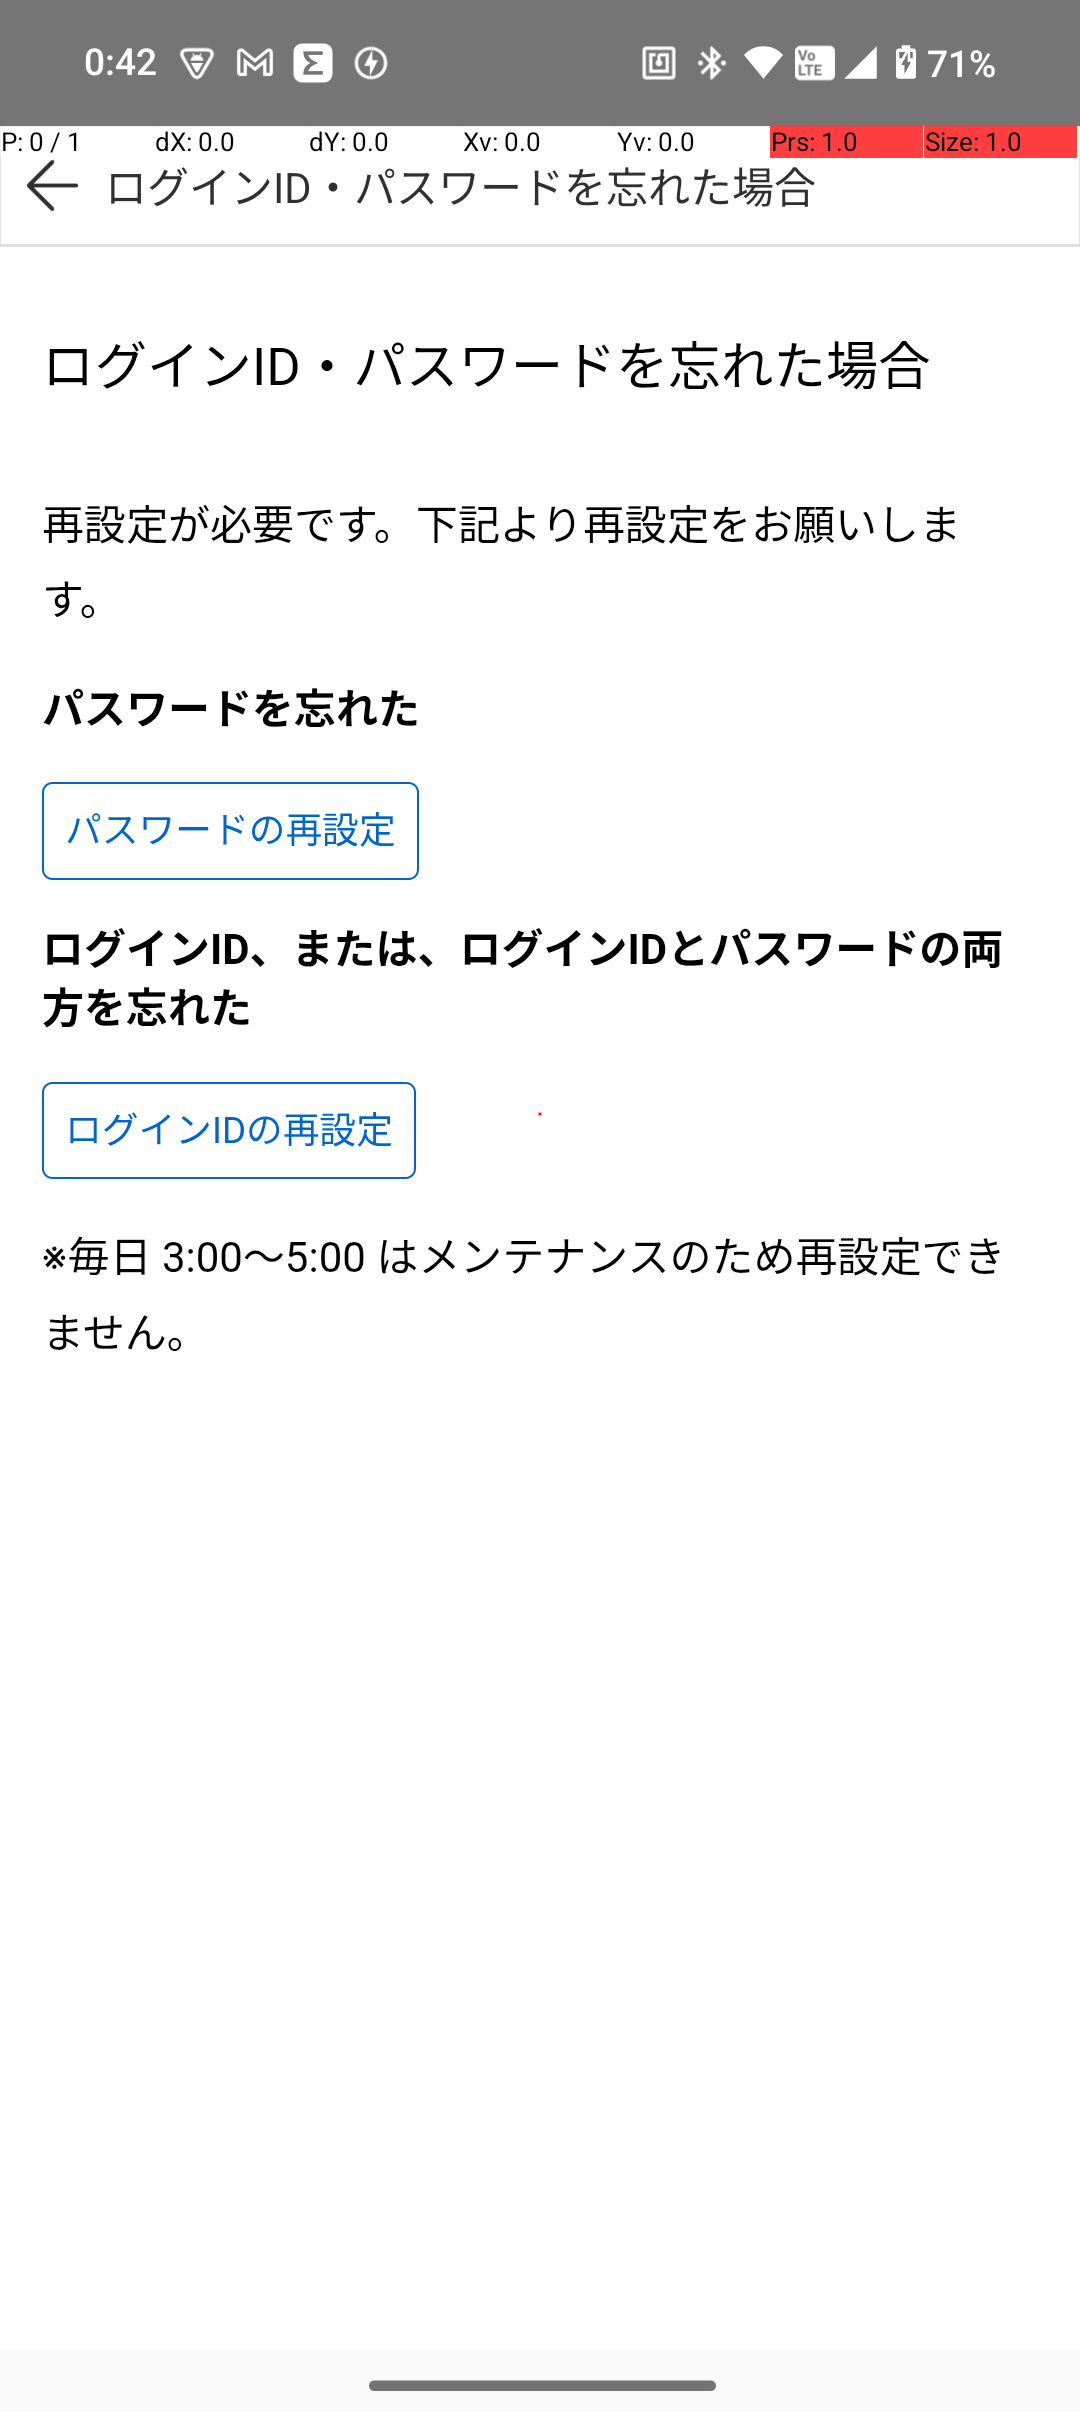 0:42 71%
P: 0 / 1 dX: 0.0 dY: 0.0 Xv: 0.0 Yv: 0.0 Prs: 1.0 Size: 1.0
ログインID・パスワードを忘れた場合
ログインID・パスワードを忘れた場合
再設定が必要です。下記より再設定をお願いしま
す。
パスワードを忘れた
パスワードの再設定
ログインID、または、ログインIDとパスワードの両
方を忘れた
ログインIDの再設定
※毎日 3:00〜5:00 はメンテナンスのため再設定でき
ません。